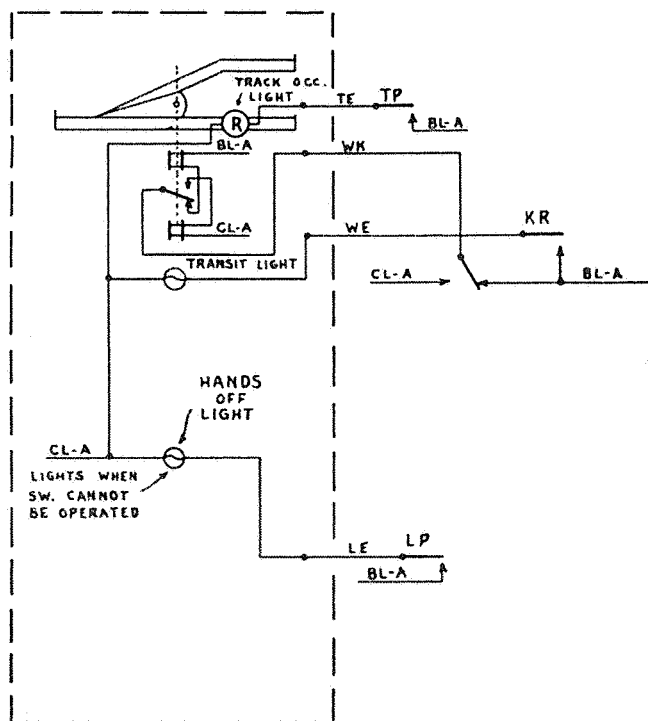 TRACK OCC.
LIGHT
R
TE
TP
BL-A
BL-A
WK
CL-A
WE
KR
TRANSIT LIGHT
CL-A
BL-A
HANDS
OFF
LIGHT
CL-A
LIGHTS WHEN
SW. CANNOT
BE OPERATED
LE
LP
BL-A